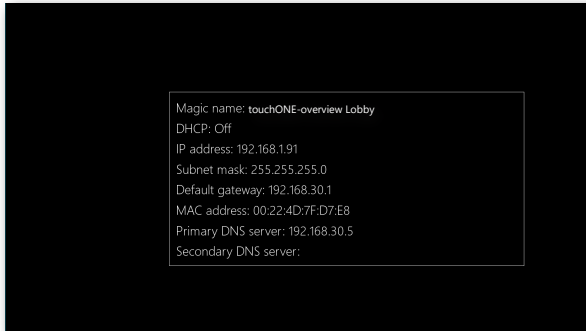 Magic name: touchONE-overview Lobby
DHCP: Off
IP address: 192.168.1.91
Subnet mask: 255.255.255.0
Default gateway: 192.168.30.1
MAC address: 00:22:4D:7F:D7:E8
Primary DNS server: 192.168.30.5
Secondary DNS server: